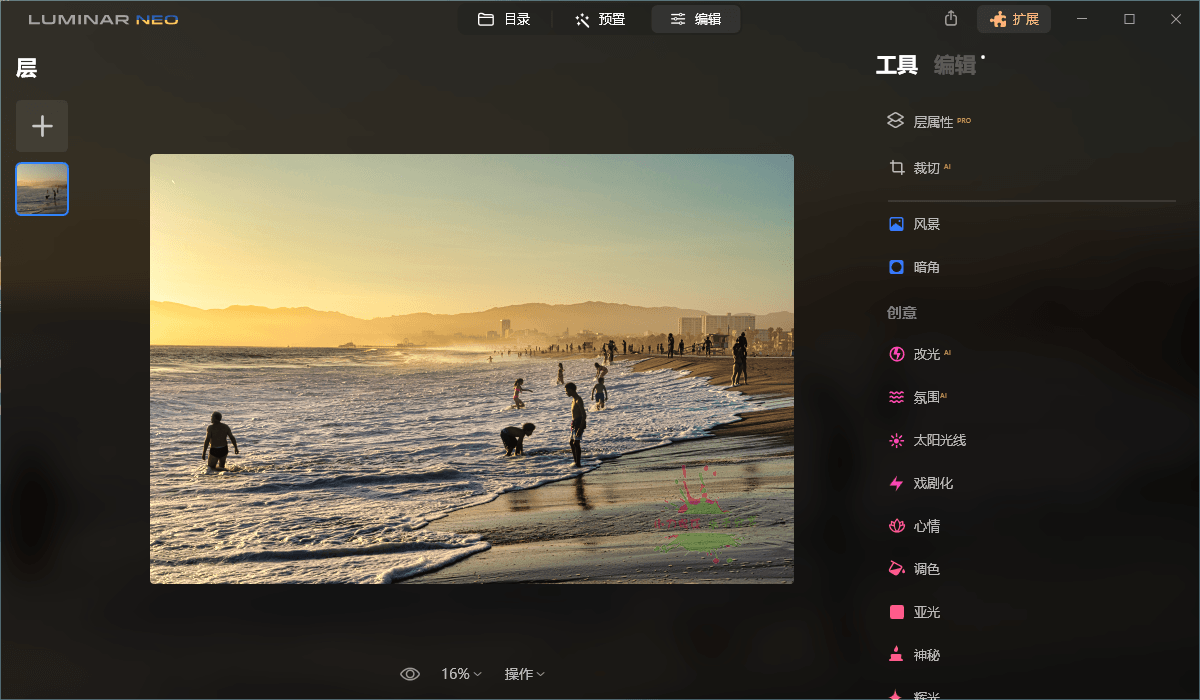 LUMINAR NEO
目录
预置
编辑
扩展
层
工具 编辑
层属性 PRO
裁切 AI
风景
暗角
创意
改光 AI
氛围 AI
太阳光线
戏剧化
心情
调色
亚光
神秘
辉光
16%
操作